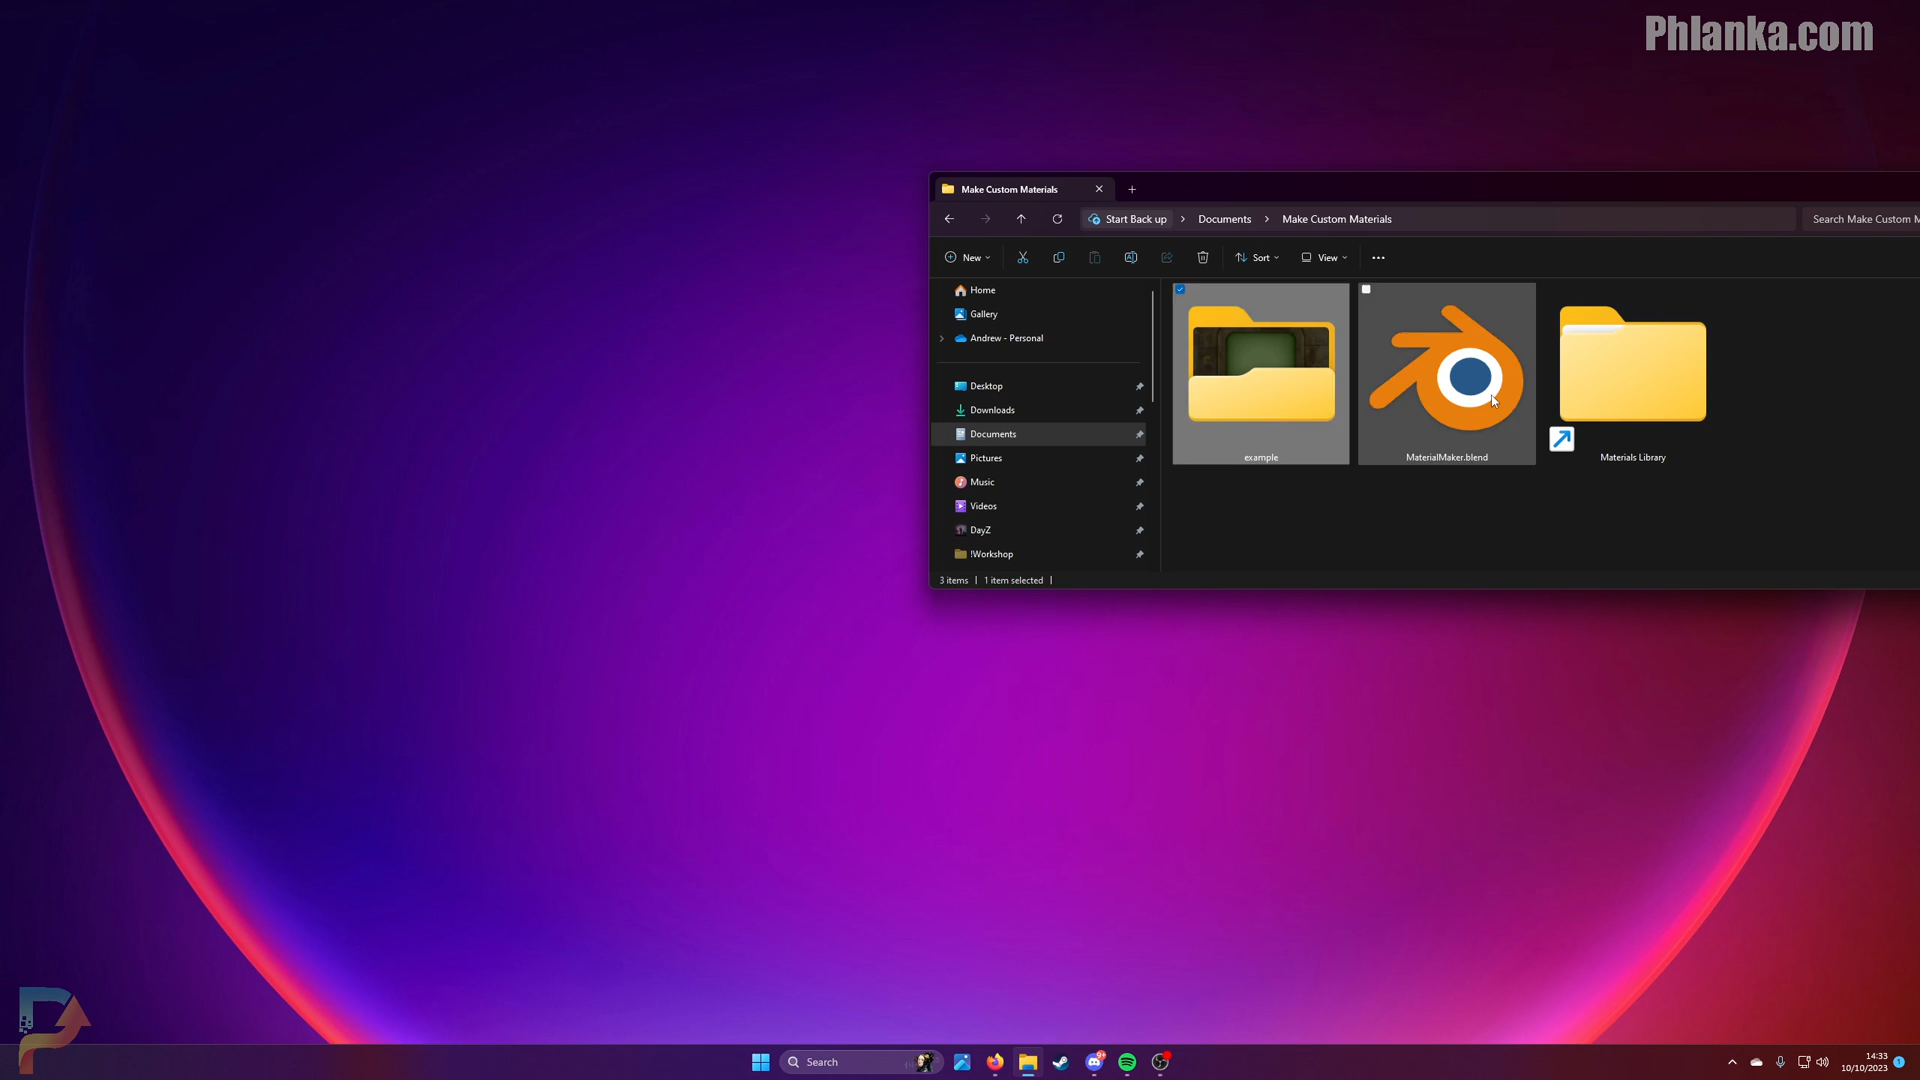 Phlanka.com
Make Custom Materials
Start Back up > Documents > Make Custom Materials
Search Make Custom M
New
Sort
View
Home
Gallery
Andrew - Personal
Desktop
Downloads
Documents
Pictures
Music
Videos
DayZ
!Workshop
example
MaterialMaker.blend
Materials Library
3 items | 1 item selected |
Search
14:33
10/10/2023
1